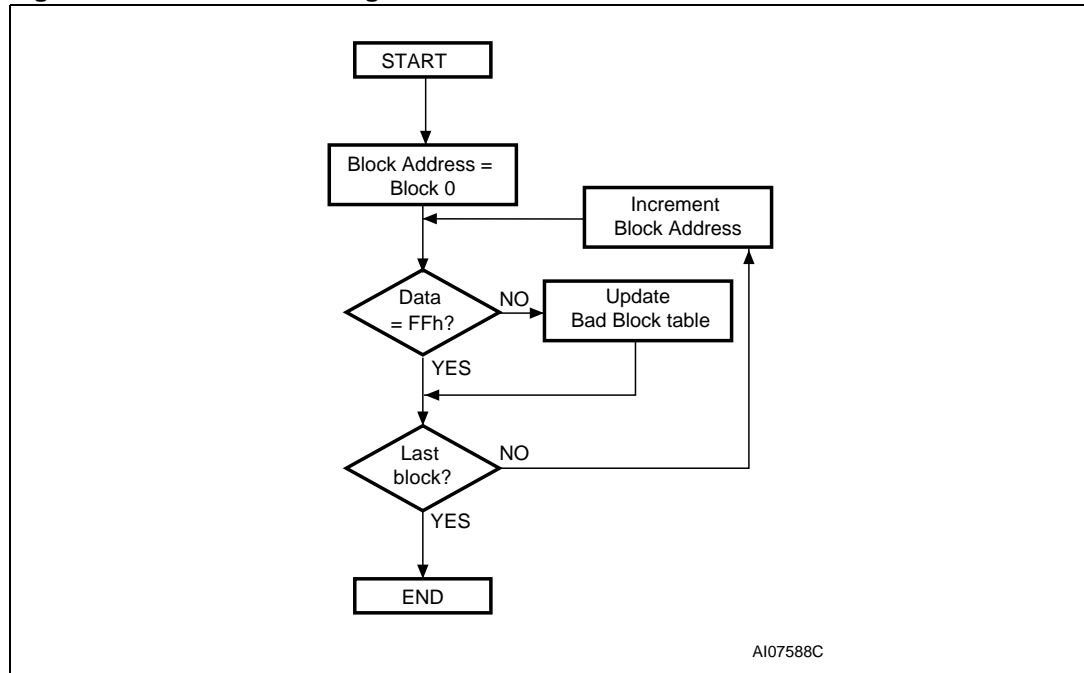 START
Block Address =
Block 0
Increment
Block Address
Data
= FFh?
NO
Update
Bad Block table
YES
Last
block?
NO
YES
END
AI07588C